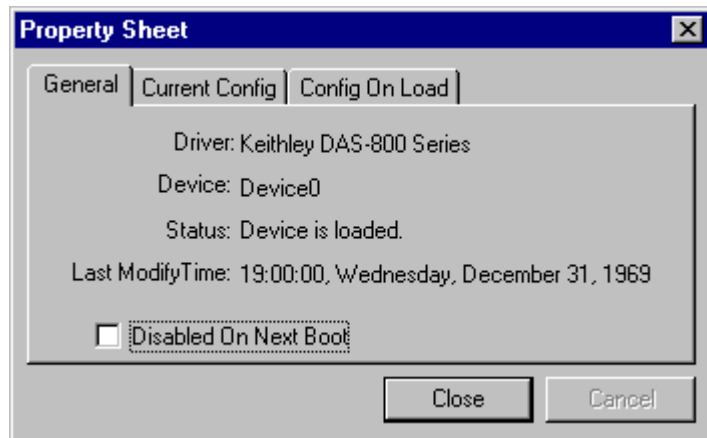 Property Sheet
General Current Config Config On Load
Driver: Keithley DAS-800 Series
Device: Device0
Status: Device is loaded.
Last ModifyTime: 19:00:00, Wednesday, December 31, 1969
Disabled On Next Boot
Close Cancel